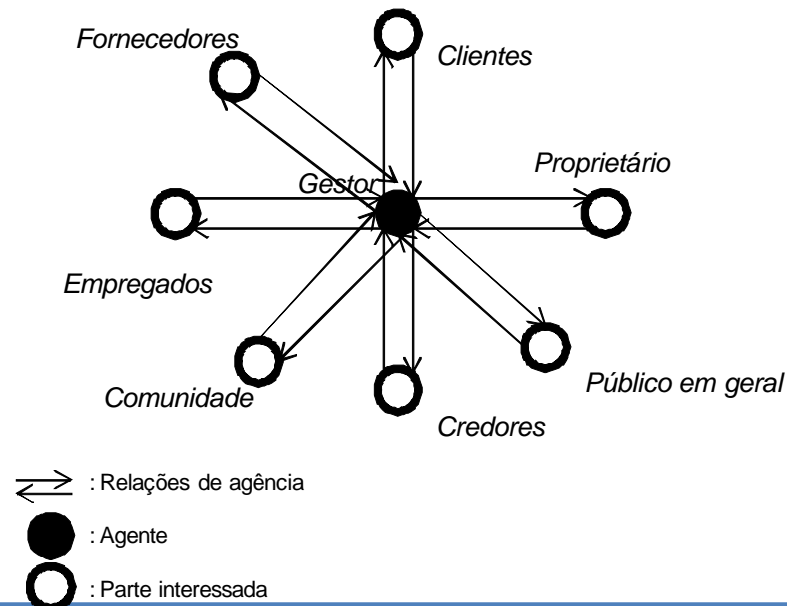 Fornecedores
Clientes
Proprietário
Gestor
Empregados
Público em geral
Comunidade
Credores
: Relações de agência
: Agente
: Parte interessada